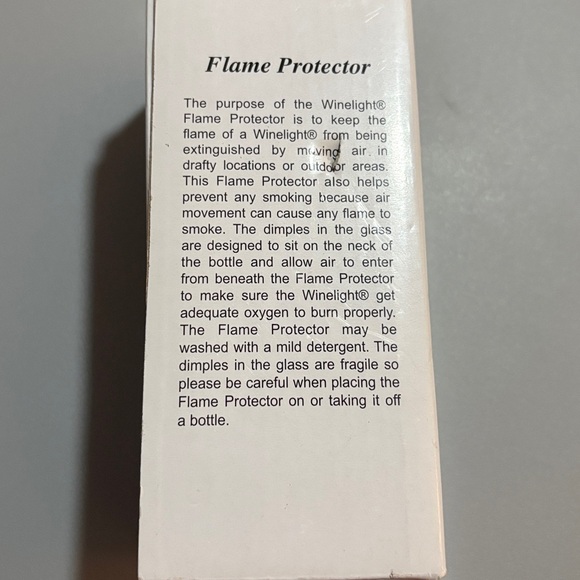 Flame Protector
The purpose of the Winelight®
Flame Protector is to keep the
flame of a Winelight® from being
extinguished by moving air in
drafty locations or outdoor areas.
This Flame Protector also helps
prevent any smoking because air
movement can cause any flame to
smoke. The dimples in the glass
are designed to sit on the neck of
the bottle and allow air to enter
from beneath the Flame Protector
to make sure the Winelight® get
adequate oxygen to burn properly.
The Flame Protector may be
washed with a mild detergent. The
dimples in the glass are fragile so
please be careful when placing the
Flame Protector on or taking it off
a bottle.